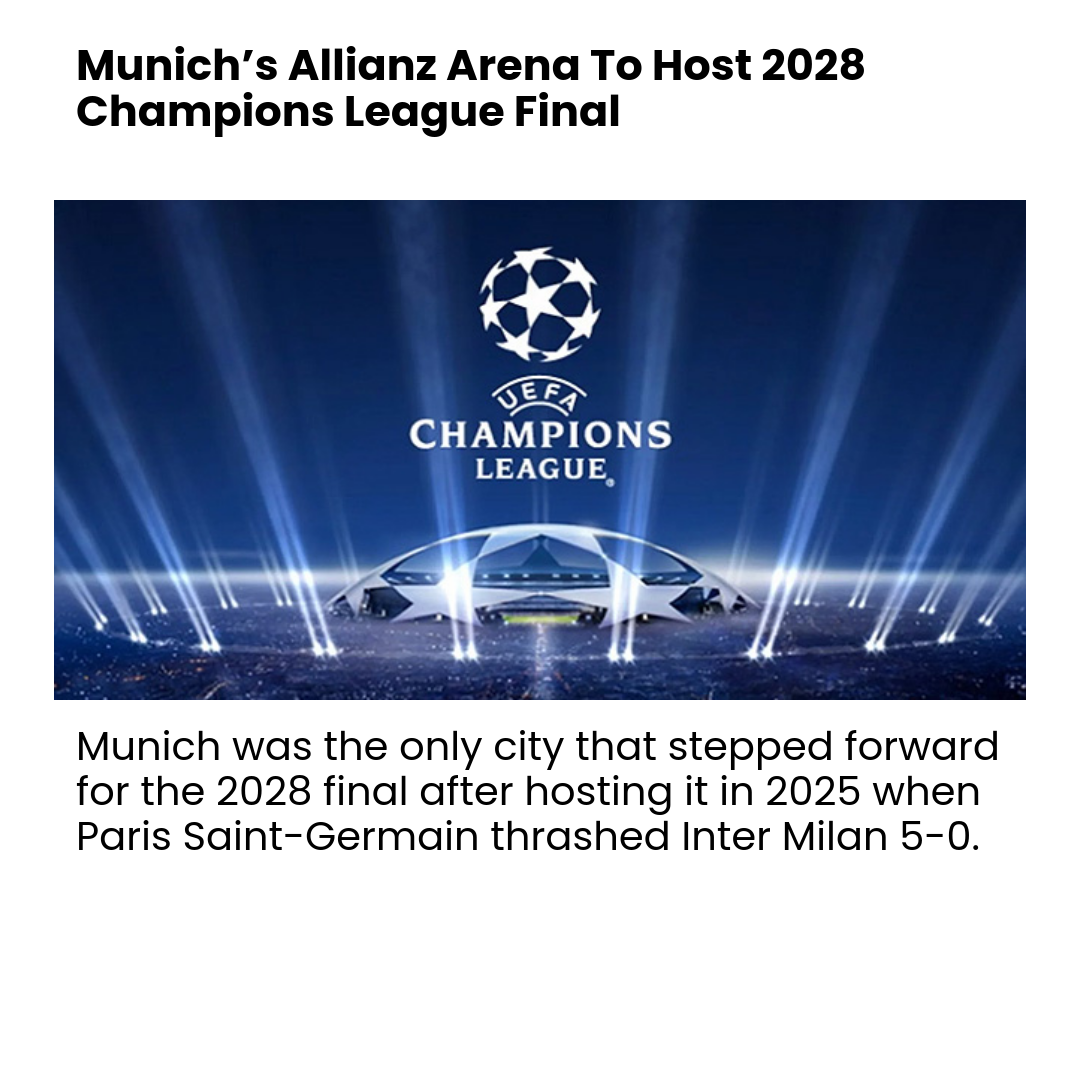 Munich’s Allianz Arena To Host 2028
Champions League Final
UEFA
CHAMPIONS
LEAGUE®
Munich was the only city that stepped forward
for the 2028 final after hosting it in 2025 when
Paris Saint-Germain thrashed Inter Milan 5-0.